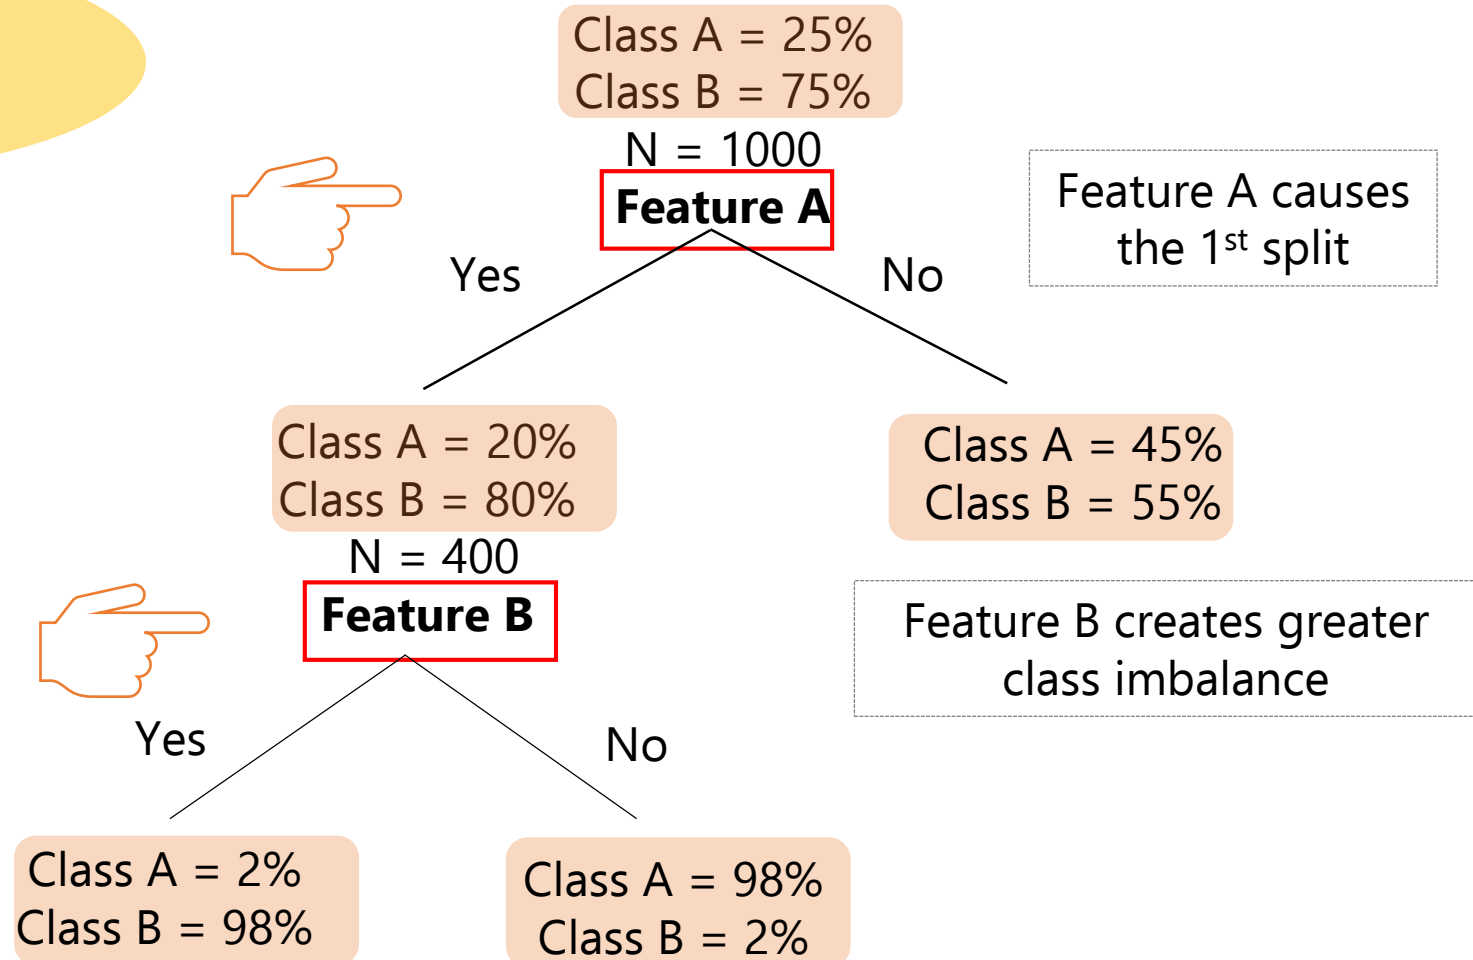 Class A = 25%
Class B = 75%
N = 1000
Feature A
Feature A causes
the 1st split
Yes
No
Class A = 20%
Class B = 80%
N = 400
Class A = 45%
Class B = 55%
Feature B
Feature B creates greater
class imbalance
Yes
No
Class A = 2%
Class B = 98%
Class A = 98%
Class B = 2%